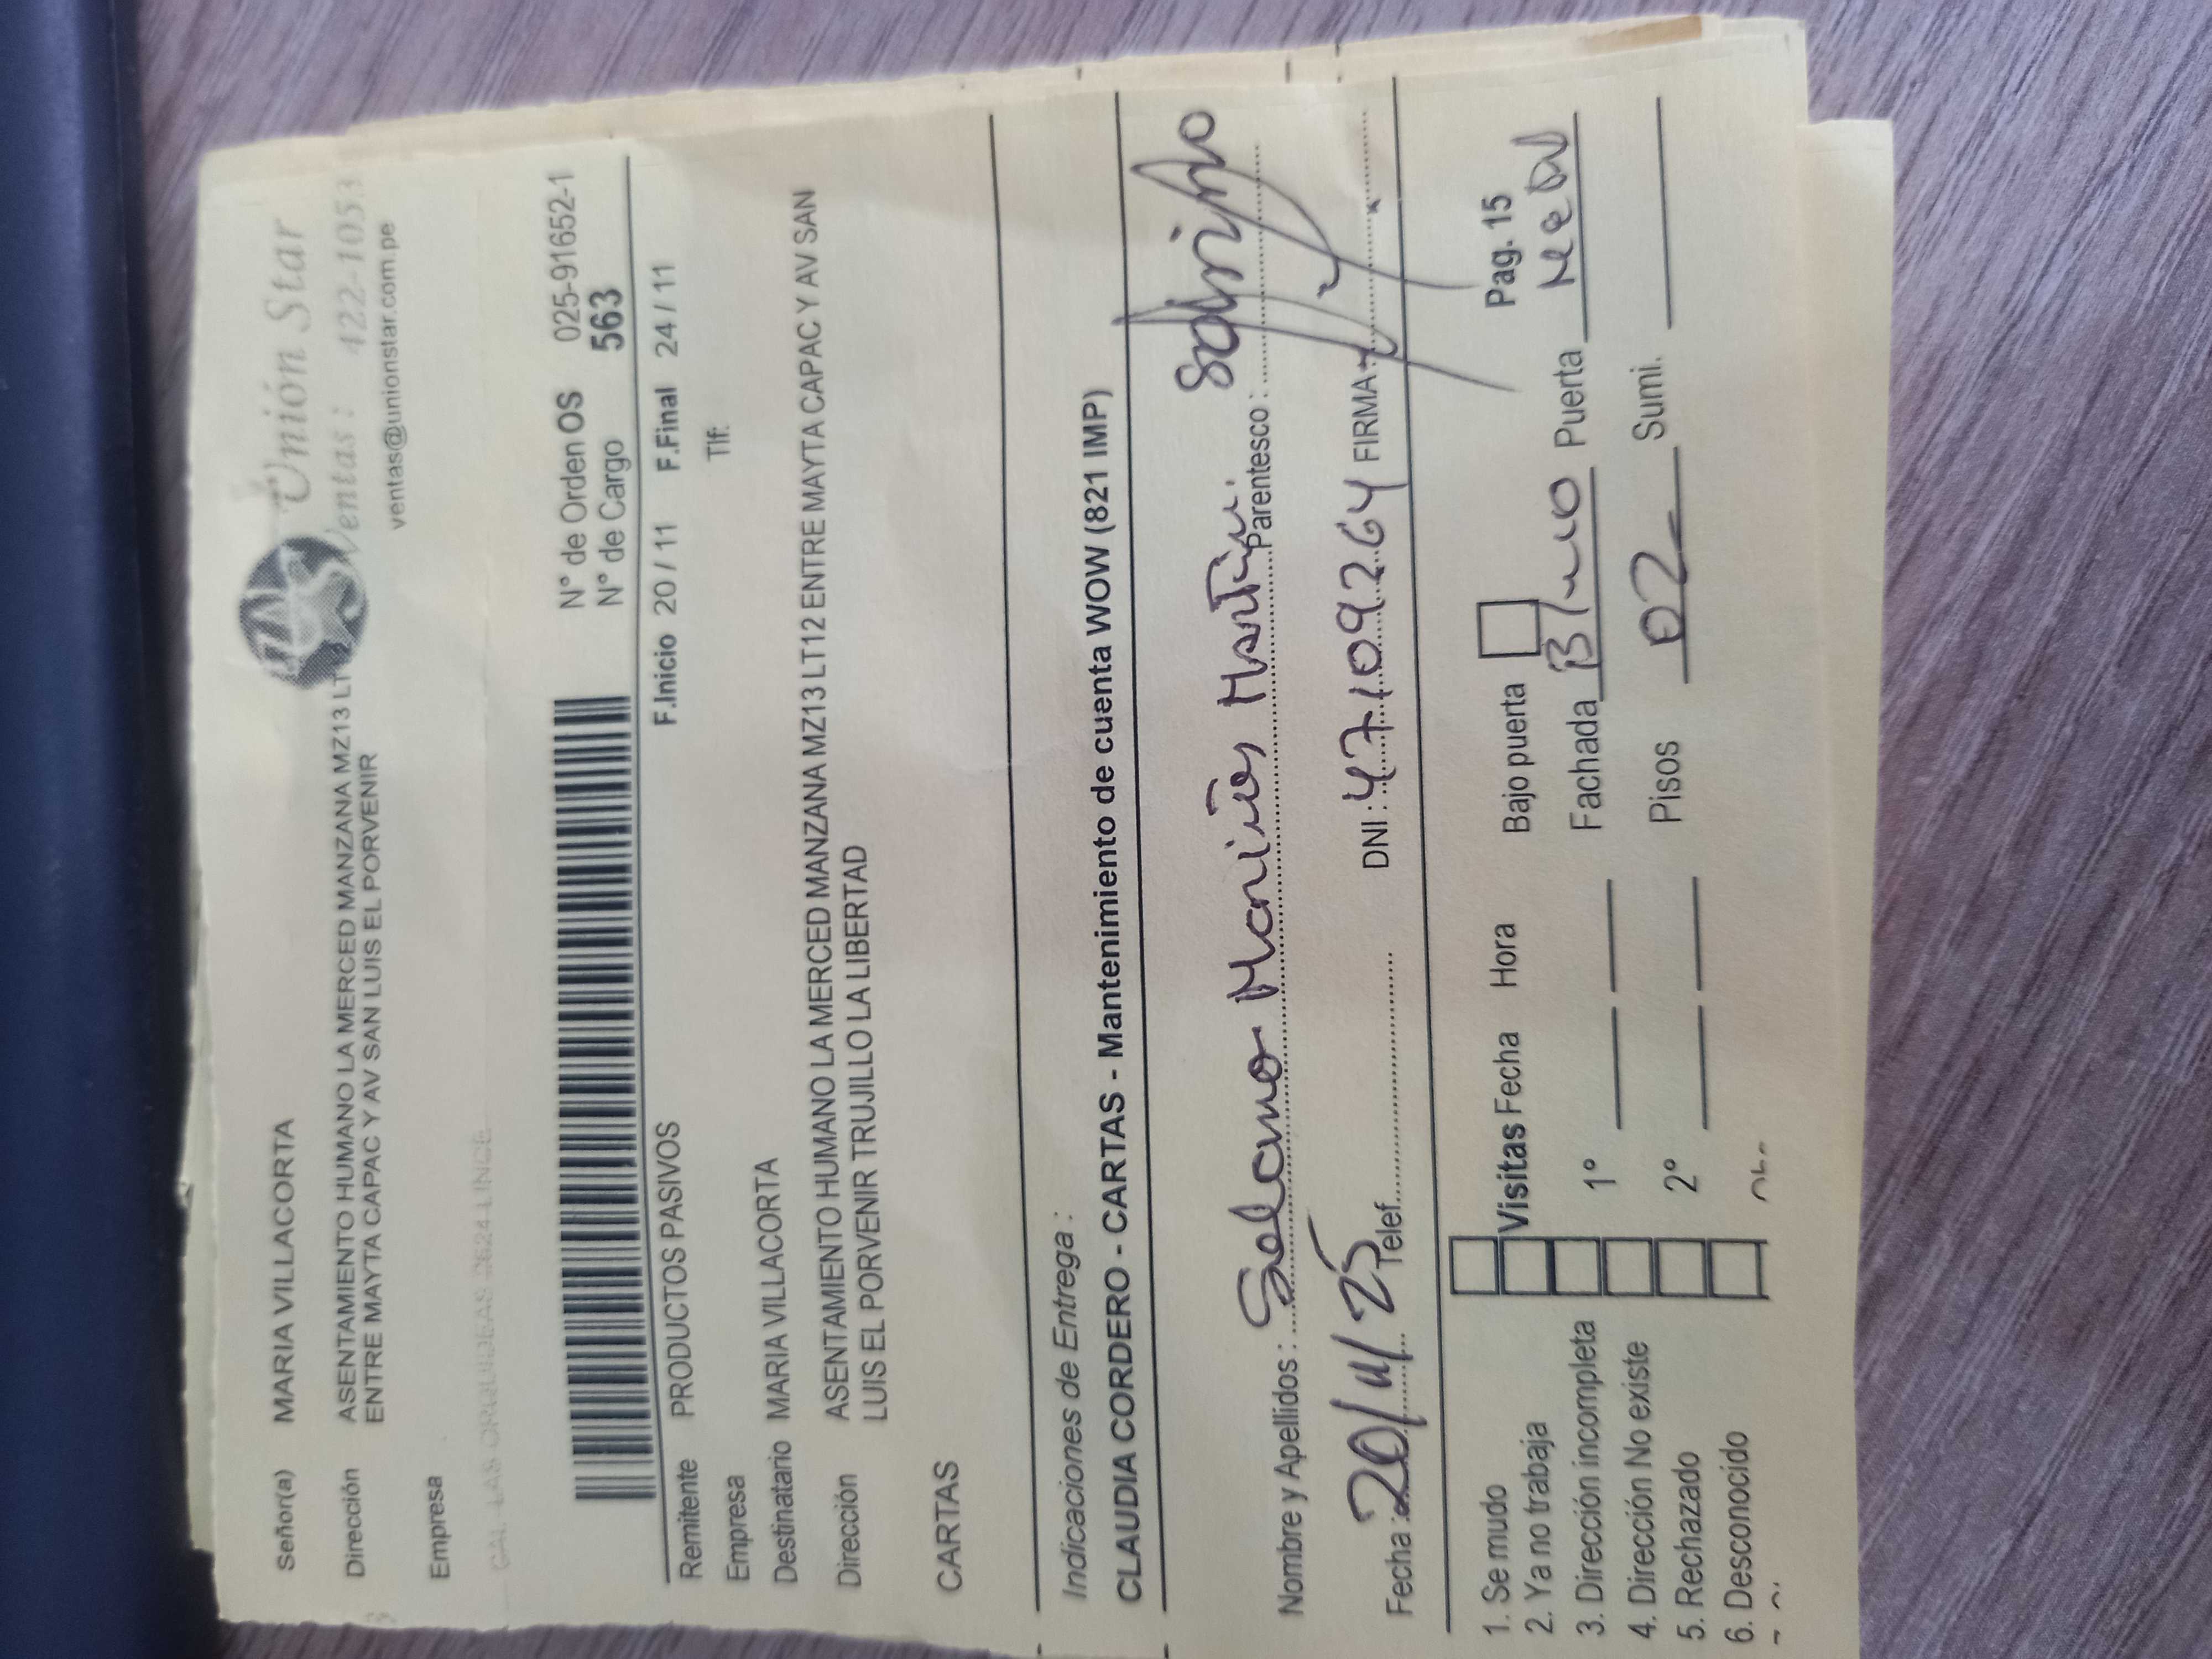 Unión Star
Ventas: 422-1053
ventas@unionstar.com.pe
Señor(a) MARIA VILLACORTA
Dirección ASENTAMIENTO HUMANO LA MERCED MANZANA MZ13 LT
ENTRE MAYTA CAPAC Y AV SAN LUIS EL PORVENIR
Empresa
CAL. LAS ORQUIDEAS 2624 LINCE
N° de Orden OS 025-91652-1
N° de Cargo 563
Remitente PRODUCTOS PASIVOS F.Inicio 20 / 11 F.Final 24 / 11
Empresa Tlf:
Destinatario MARIA VILLACORTA
Dirección ASENTAMIENTO HUMANO LA MERCED MANZANA MZ13 LT12 ENTRE MAYTA CAPAC Y AV SAN
LUIS EL PORVENIR TRUJILLO LA LIBERTAD
CARTAS
Indicaciones de Entrega :
CLAUDIA CORDERO - CARTAS - Mantenimiento de cuenta WOW (821 IMP)
Nombre y Apellidos : Parentesco : sobrino
Fecha : 20/11/25 Telef. DNI : 47109264 FIRMA :
1. Se mudo Visitas Fecha Hora Bajo puerta Pag. 15
2. Ya no trabaja
3. Dirección incompleta 1° Fachada Puerta
4. Dirección No existe
5. Rechazado 2° Pisos 02 Sumi.
6. Desconocido